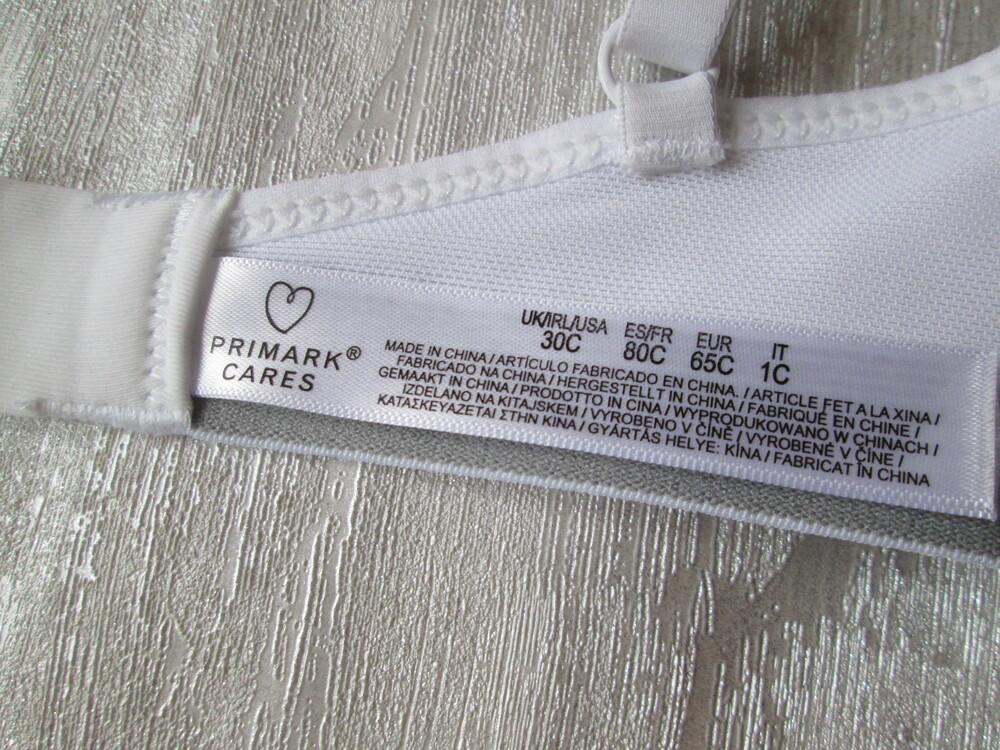 PRIMARK®
CARES
UK/IRL/USA ES/FR EUR IT
30C 80C 65C 1C
MADE IN CHINA / ARTÍCULO FABRICADO EN CHINA. / ARTICLE FET A LA XINA /
FABRICADO NA CHINA / HERGESTELLT IN CHINA / FABRIQUÉ EN CHINE /
GEMAAKT IN CHINA / PRODOTTO IN CINA / WYPRODUKOWANO W CHINACH /
IZDELANO NA KITAJSKEM / VYROBENO V ČÍNĚ / VYROBENÉ V ČÍNE /
ΚΑΤΑΣΚΕΥΑΖΕΤΑΙ ΣΤΗΝ ΚΙΝΑ / GYÁRTÁS HELYE: KÍNA / FABRICAT ÎN CHINA